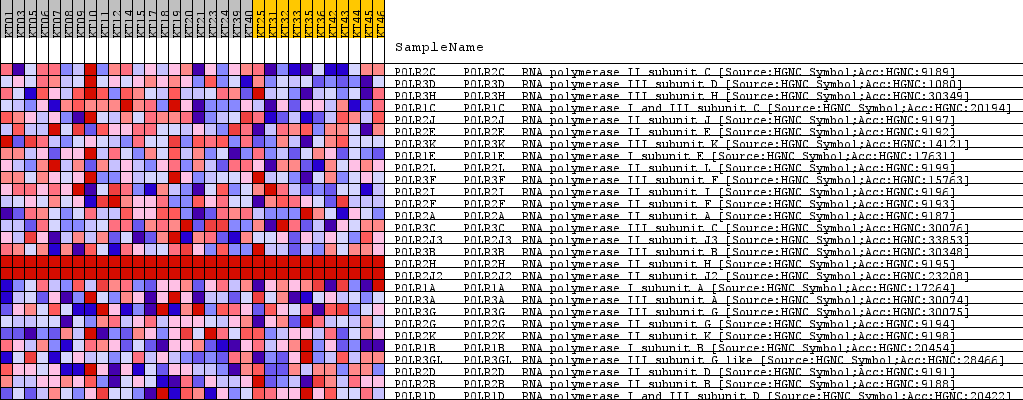 KT01 KT03 KT05 KT06 KT07 KT08 KT09 KT10 KT11 KT12 KT14 KT15 KT17 KT18 KT19 KT20 KT21 KT23 KT24 KT39 KT40 KT25 KT31 KT32 KT33 KT35 KT36 KT42 KT43 KT44 KT45 KT46
SampleName
POLR2C POLR2C RNA polymerase II subunit C [Source:HGNC Symbol;Acc:HGNC:9189]
POLR3D POLR3D RNA polymerase III subunit D [Source:HGNC Symbol;Acc:HGNC:1080]
POLR3H POLR3H RNA polymerase III subunit H [Source:HGNC Symbol;Acc:HGNC:30349]
POLR1C POLR1C RNA polymerase I and III subunit C [Source:HGNC Symbol;Acc:HGNC:20194]
POLR2J POLR2J RNA polymerase II subunit J [Source:HGNC Symbol;Acc:HGNC:9197]
POLR2E POLR2E RNA polymerase II subunit E [Source:HGNC Symbol;Acc:HGNC:9192]
POLR3K POLR3K RNA polymerase III subunit K [Source:HGNC Symbol;Acc:HGNC:14121]
POLR1E POLR1E RNA polymerase I subunit E [Source:HGNC Symbol;Acc:HGNC:17631]
POLR2L POLR2L RNA polymerase II subunit L [Source:HGNC Symbol;Acc:HGNC:9199]
POLR3F POLR3F RNA polymerase III subunit F [Source:HGNC Symbol;Acc:HGNC:15763]
POLR2I POLR2I RNA polymerase II subunit I [Source:HGNC Symbol;Acc:HGNC:9196]
POLR2F POLR2F RNA polymerase II subunit F [Source:HGNC Symbol;Acc:HGNC:9193]
POLR2A POLR2A RNA polymerase II subunit A [Source:HGNC Symbol;Acc:HGNC:9187]
POLR3C POLR3C RNA polymerase III subunit C [Source:HGNC Symbol;Acc:HGNC:30076]
POLR2J3 POLR2J3 RNA polymerase II subunit J3 [Source:HGNC Symbol;Acc:HGNC:33853]
POLR3B POLR3B RNA polymerase III subunit B [Source:HGNC Symbol;Acc:HGNC:30348]
POLR2H POLR2H RNA polymerase II subunit H [Source:HGNC Symbol;Acc:HGNC:9195]
POLR2J2 POLR2J2 RNA polymerase II subunit J2 [Source:HGNC Symbol;Acc:HGNC:23208]
POLR1A POLR1A RNA polymerase I subunit A [Source:HGNC Symbol;Acc:HGNC:17264]
POLR3A POLR3A RNA polymerase III subunit A [Source:HGNC Symbol;Acc:HGNC:30074]
POLR3G POLR3G RNA polymerase III subunit G [Source:HGNC Symbol;Acc:HGNC:30075]
POLR2G POLR2G RNA polymerase II subunit G [Source:HGNC Symbol;Acc:HGNC:9194]
POLR2K POLR2K RNA polymerase II subunit K [Source:HGNC Symbol;Acc:HGNC:9198]
POLR1B POLR1B RNA polymerase I subunit B [Source:HGNC Symbol;Acc:HGNC:20454]
POLR3GL POLR3GL RNA polymerase III subunit G like [Source:HGNC Symbol;Acc:HGNC:28466]
POLR2D POLR2D RNA polymerase II subunit D [Source:HGNC Symbol;Acc:HGNC:9191]
POLR2B POLR2B RNA polymerase II subunit B [Source:HGNC Symbol;Acc:HGNC:9188]
POLR1D POLR1D RNA polymerase I and III subunit D [Source:HGNC Symbol;Acc:HGNC:20422]